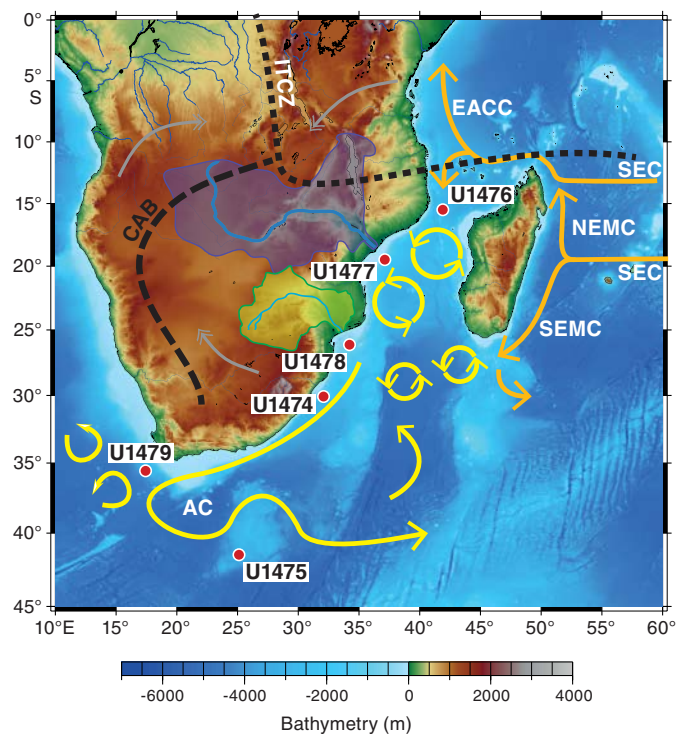 0°
5°
S
10°
15°
20°
25°
30°
35°
40°
45°
ITCZ
EACC
SEC
U1476
CAB
NEMC
U1477
SEC
SEMC
U1478
U1474
U1479
AC
U1475
10°E 15° 20° 25° 30° 35° 40° 45° 50° 55° 60°
-6000 -4000 -2000 0 2000 4000
Bathymetry (m)